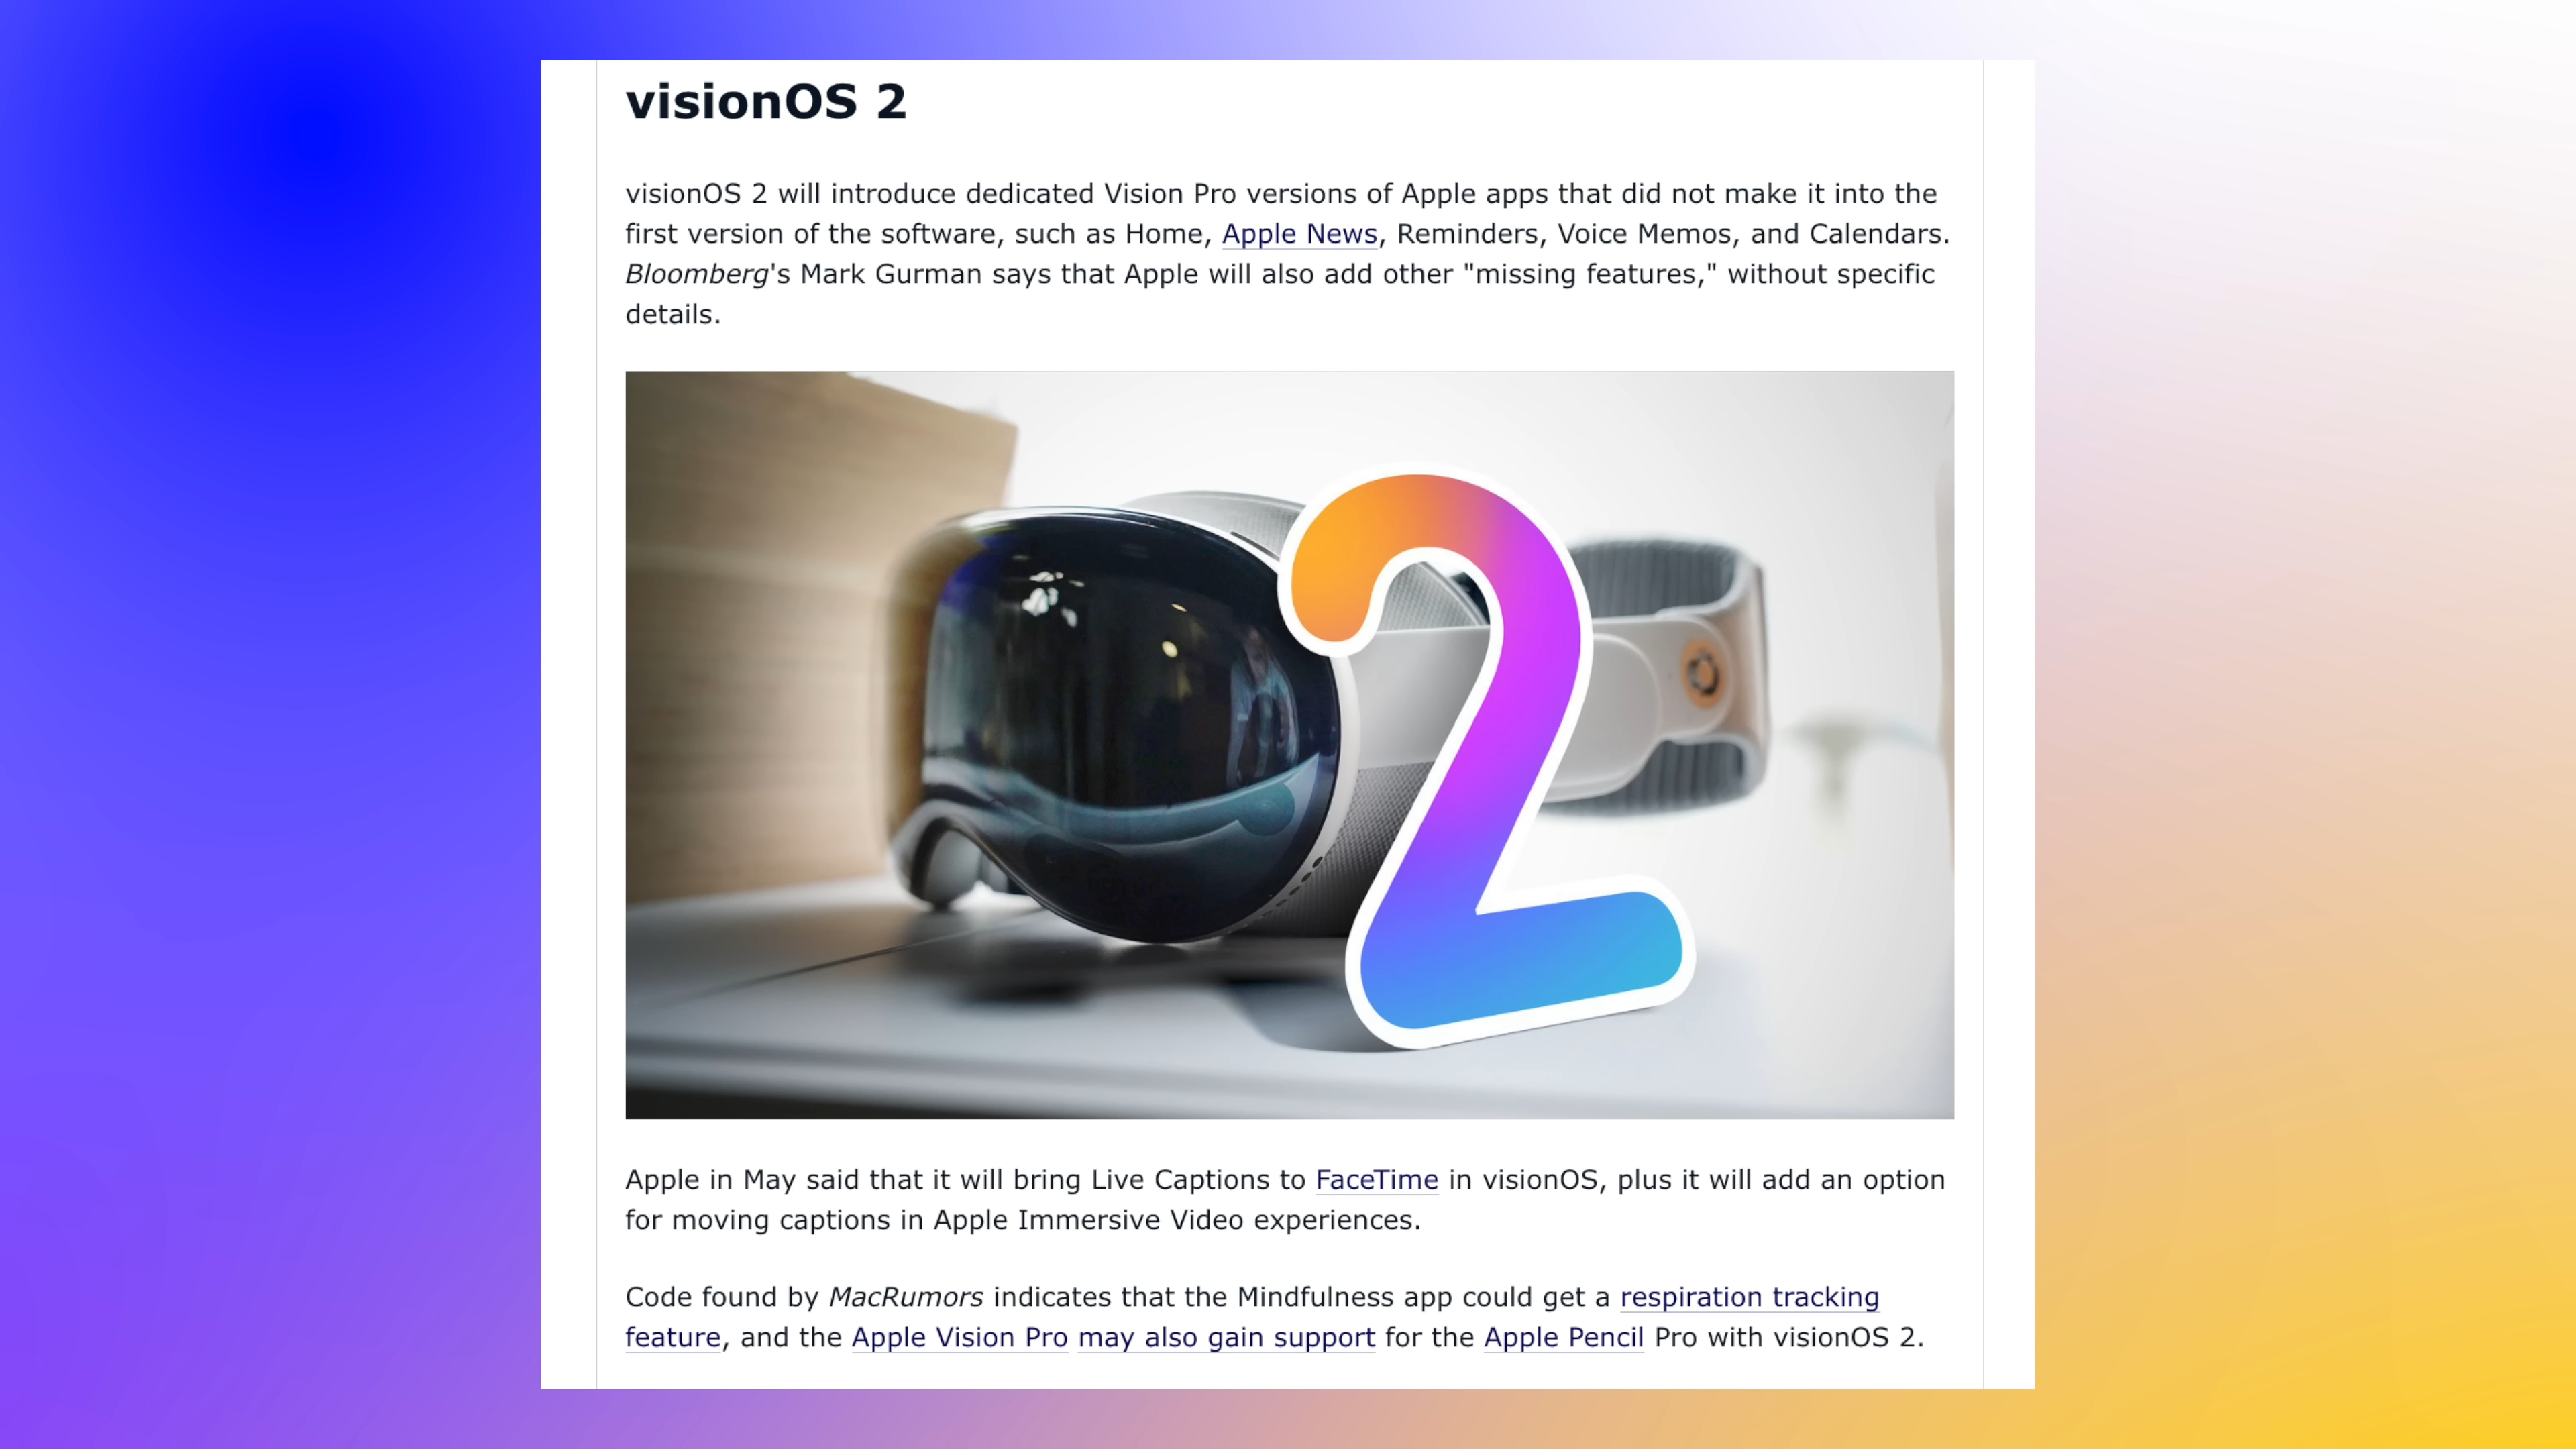 visionOS 2
visionOS 2 will introduce dedicated Vision Pro versions of Apple apps that did not make it into the
first version of the software, such as Home, Apple News, Reminders, Voice Memos, and Calendars.
Bloomberg's Mark Gurman says that Apple will also add other "missing features," without specific
details.
2
Apple in May said that it will bring Live Captions to FaceTime in visionOS, plus it will add an option
for moving captions in Apple Immersive Video experiences.
Code found by MacRumors indicates that the Mindfulness app could get a respiration tracking
feature, and the Apple Vision Pro may also gain support for the Apple Pencil Pro with visionOS 2.